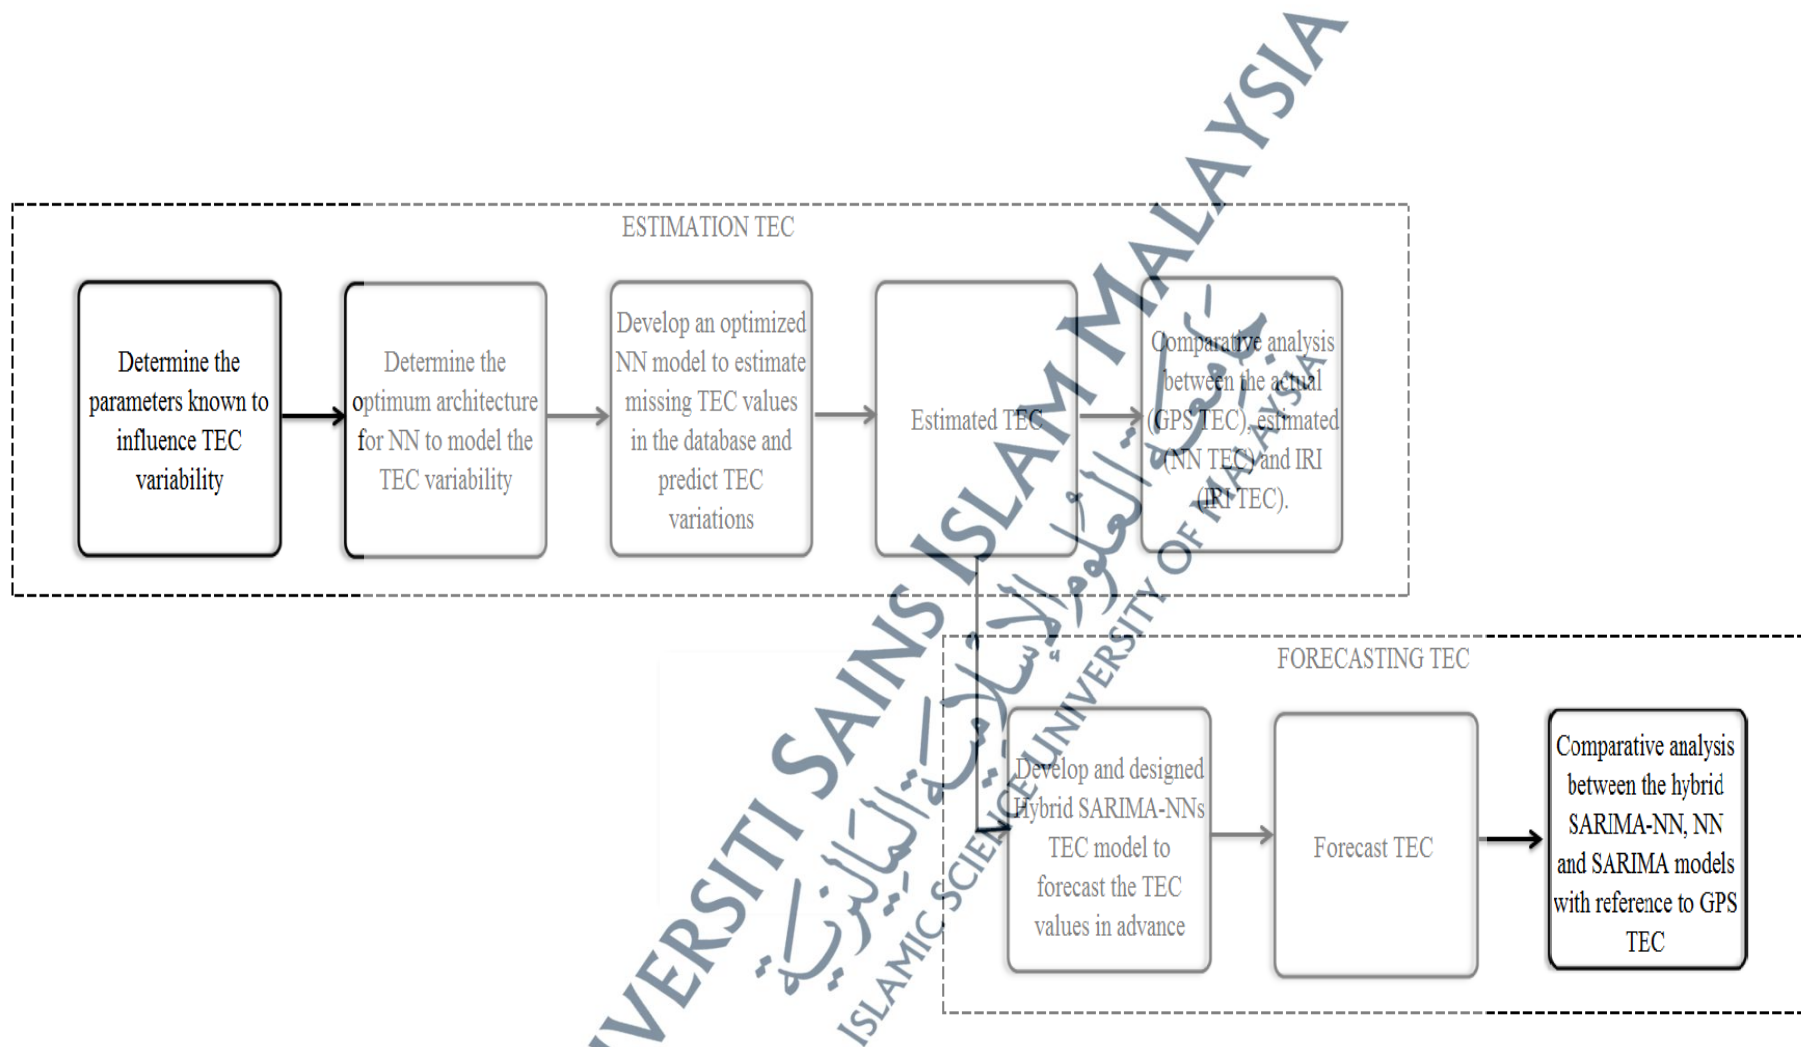 ESTIMATION TEC
Determine the
parameters known to
influence TEC
variability
Determine the
optimum architecture
for NN to model the
TEC variability
Develop an optimized
NN model to estimate
missing TEC values
in the database and
predict TEC
variations
Estimated TEC
Comparative analysis
between the actual
(GPS TEC), estimated
(NN TEC) and IRI
(IRI TEC).
FORECASTING TEC
Develop and designed
Hybrid SARIMA-NNs
TEC model to
forecast the TEC
values in advance
Forecast TEC
Comparative analysis
between the hybrid
SARIMA-NN, NN
and SARIMA models
with reference to GPS
TEC
IVERSITI SAINS ISLAM MALAYSIA
جامعة العلوم الإسلامية الماليزية
ISLAMIC SCIENCE UNIVERSITY OF MALAYSIA